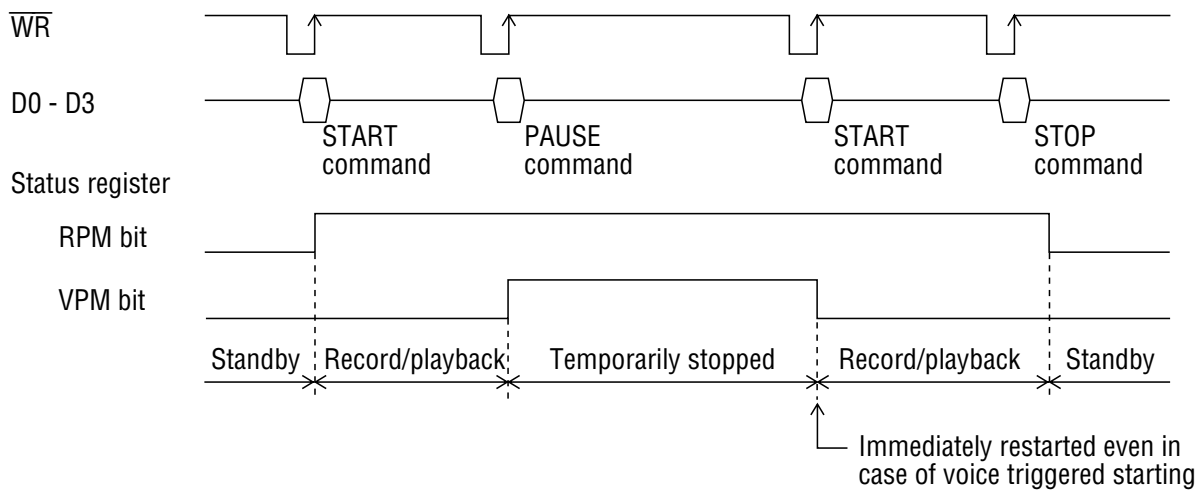 WR
D0 - D3
START
command
PAUSE
command
START
command
STOP
command
Status register
RPM bit
VPM bit
Standby
Record/playback
Temporarily stopped
Record/playback
Standby
Immediately restarted even in
case of voice triggered starting